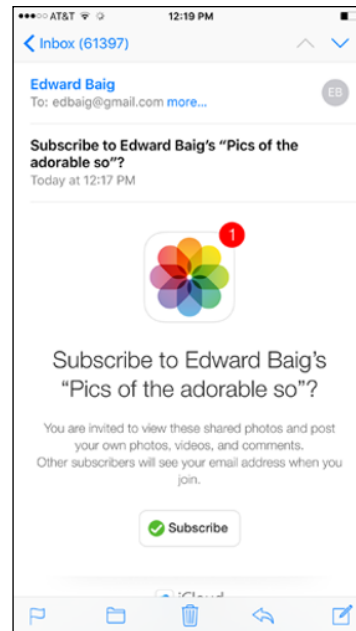 AT&T 12:19 PM
Inbox (61397)
Edward Baig
EB
To: edbaig@gmail.com more...
Subscribe to Edward Baig's “Pics of the
adorable so”?
Today at 12:17 PM
1
Subscribe to Edward Baig's
“Pics of the adorable so”?
You are invited to view these shared photos and post
your own photos, videos, and comments.
Other subscribers will see your email address when you
join.
Subscribe
iCloud